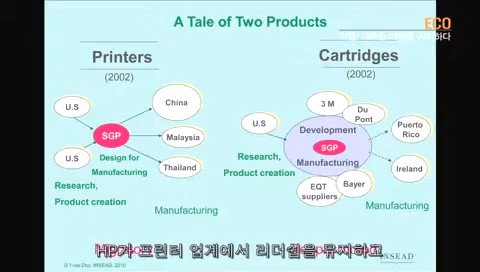 ECO
A Tale of Two Products
Printers
(2002)
Cartridges
(2002)
U.S
U.S
SGP
China
Malaysia
Thailand
Design for
Manufacturing
Research,
Product creation
Manufacturing
U.S
3 M
Du
Pont
Development
SGP
Manufacturing
EQT
suppliers
Bayer
Puerto
Rico
Ireland
Research,
Product creation
Manufacturing
HP가 프린터 업계에서 리더쉽을 유지하고
© Yves Doz, INSEAD, 2010
INSEAD